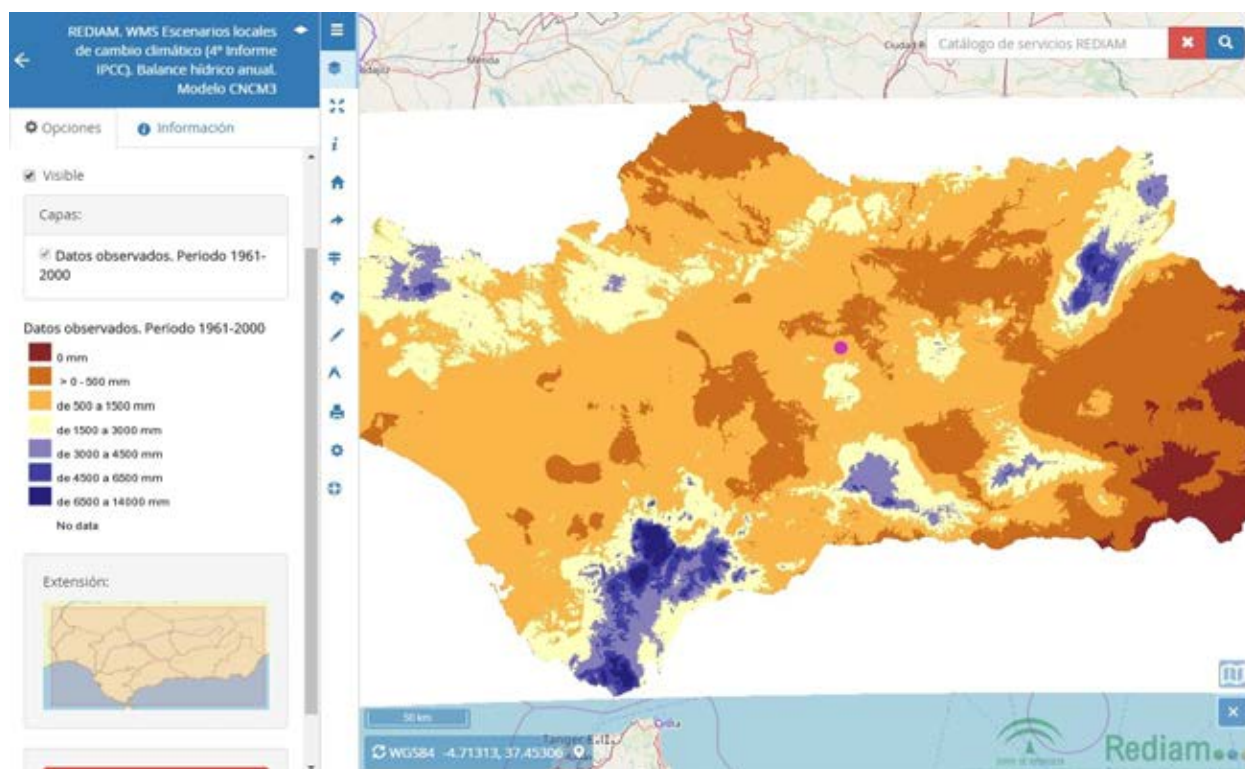 REDIAM. WMS Escenarios locales
de cambio climático (4º Informe
IPCC). Balance hídrico anual.
Modelo CNCM3
Opciones
Información
Visible
Capas:
Datos observados. Periodo 1961-
2000
Datos observados. Periodo 1961-2000
0 mm
> 0 - 500 mm
de 500 a 1500 mm
de 1500 a 3000 mm
de 3000 a 4500 mm
de 4500 a 6500 mm
de 6500 a 14000 mm
No data
Extensión:
Mérida
Ciudad R
Catálogo de servicios REDIAM
50 km
Ceuta
WGS84 -4.71313, 37.45306
Rediam